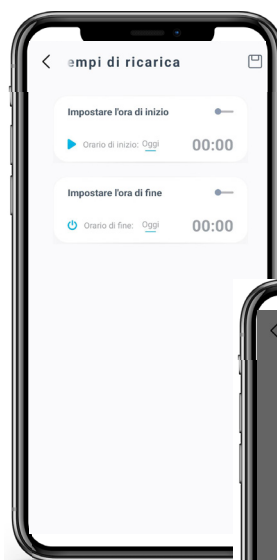 empi di ricarica
Impostare l'ora di inizio
Orario di inizio: Oggi 00:00
Impostare l'ora di fine
Orario di fine: Oggi 00:00